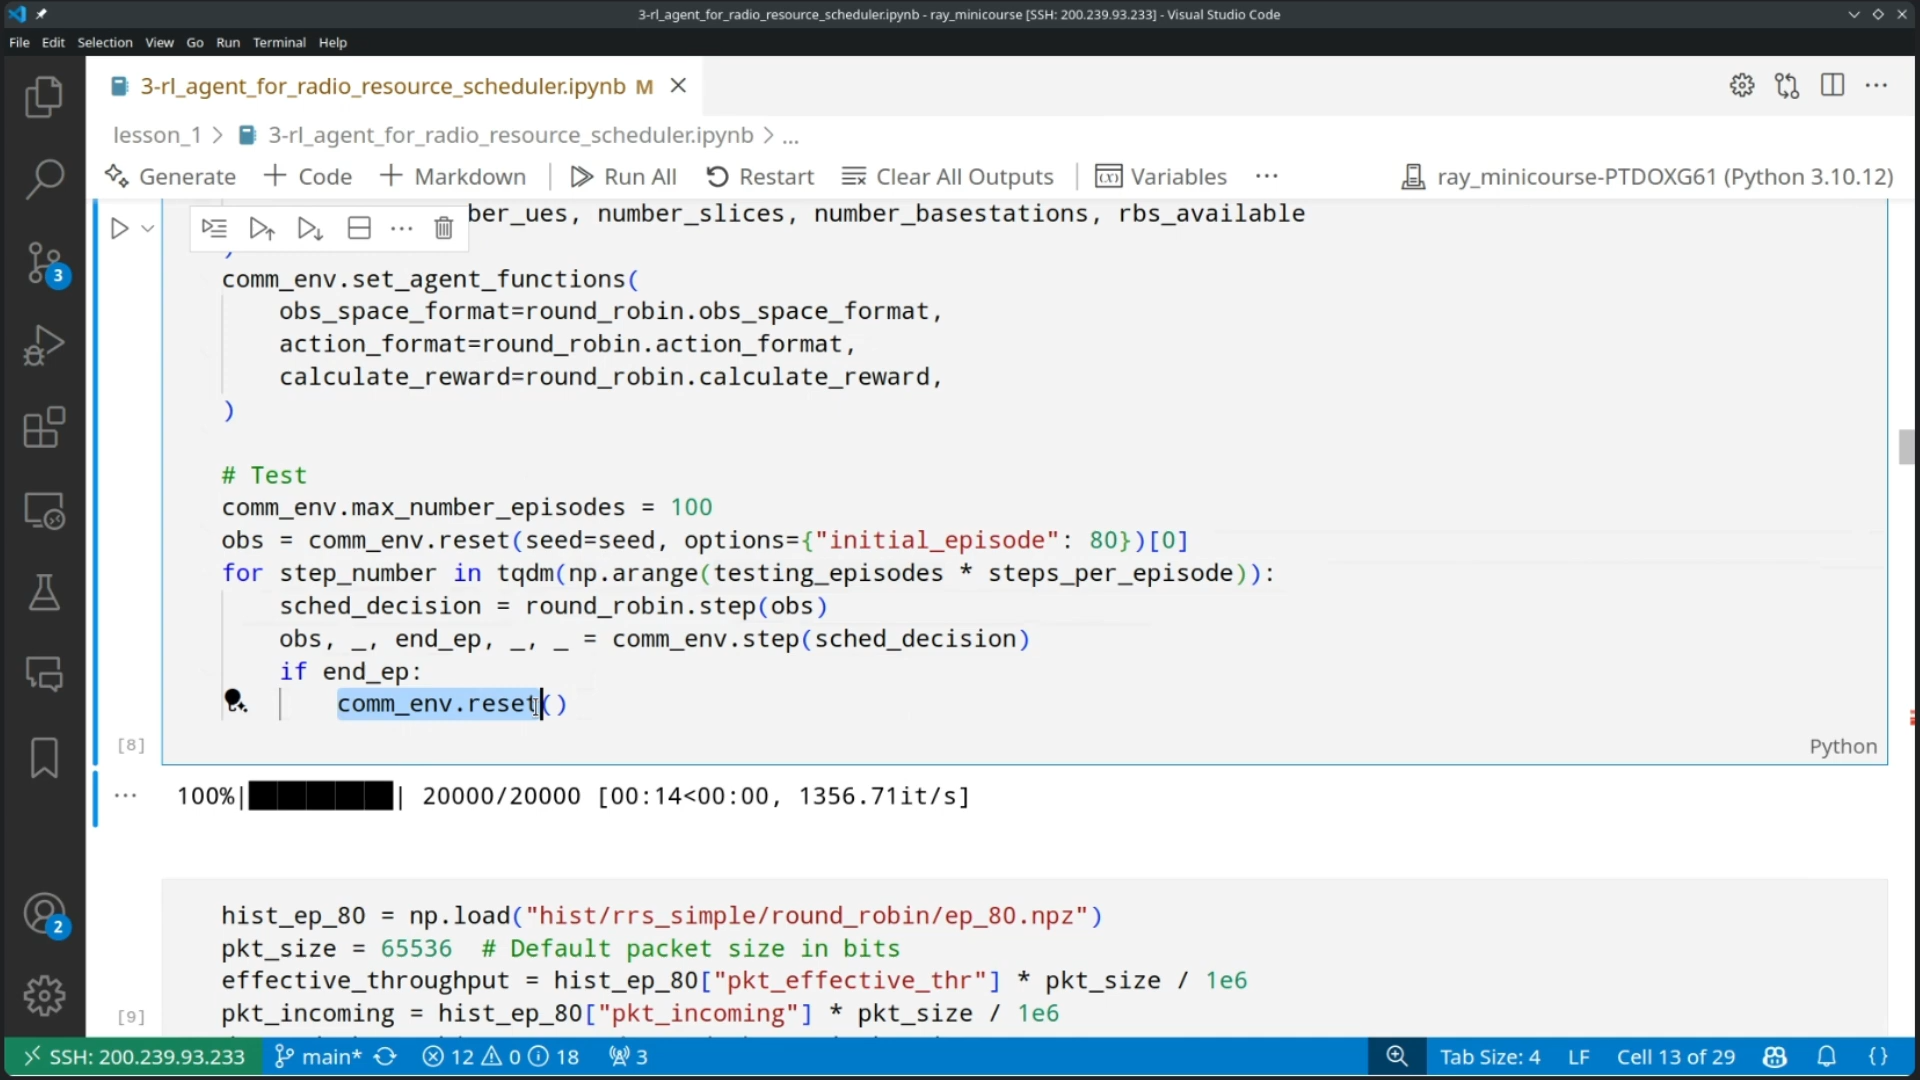 3-rl_agent_for_radio_resource_scheduler.ipynb - ray_minicourse [SSH: 200.239.93.233] - Visual Studio Code
File Edit Selection View Go Run Terminal Help
3-rl_agent_for_radio_resource_scheduler.ipynb M
lesson_1 > 3-rl_agent_for_radio_resource_scheduler.ipynb > ...
Generate + Code + Markdown Run All Restart Clear All Outputs Variables ... ray_minicourse-PTDOXG61 (Python 3.10.12)
ber_ues, number_slices, number_basestations, rbs_available
)
comm_env.set_agent_functions(
obs_space_format=round_robin.obs_space_format,
action_format=round_robin.action_format,
calculate_reward=round_robin.calculate_reward,
)
# Test
comm_env.max_number_episodes = 100
obs = comm_env.reset(seed=seed, options={"initial_episode": 80})[0]
for step_number in tqdm(np.arange(testing_episodes * steps_per_episode)):
sched_decision = round_robin.step(obs)
obs, _, end_ep, _, _ = comm_env.step(sched_decision)
if end_ep:
comm_env.reset()
[8] Python
... 100%|██████████| 20000/20000 [00:14<00:00, 1356.71it/s]
hist_ep_80 = np.load("hist/rrs_simple/round_robin/ep_80.npz")
pkt_size = 65536 # Default packet size in bits
effective_throughput = hist_ep_80["pkt_effective_thr"] * pkt_size / 1e6
pkt_incoming = hist_ep_80["pkt_incoming"] * pkt_size / 1e6
[9]
3
2
SSH: 200.239.93.233 main* 12 0 18 3 Tab Size: 4 LF Cell 13 of 29 {}